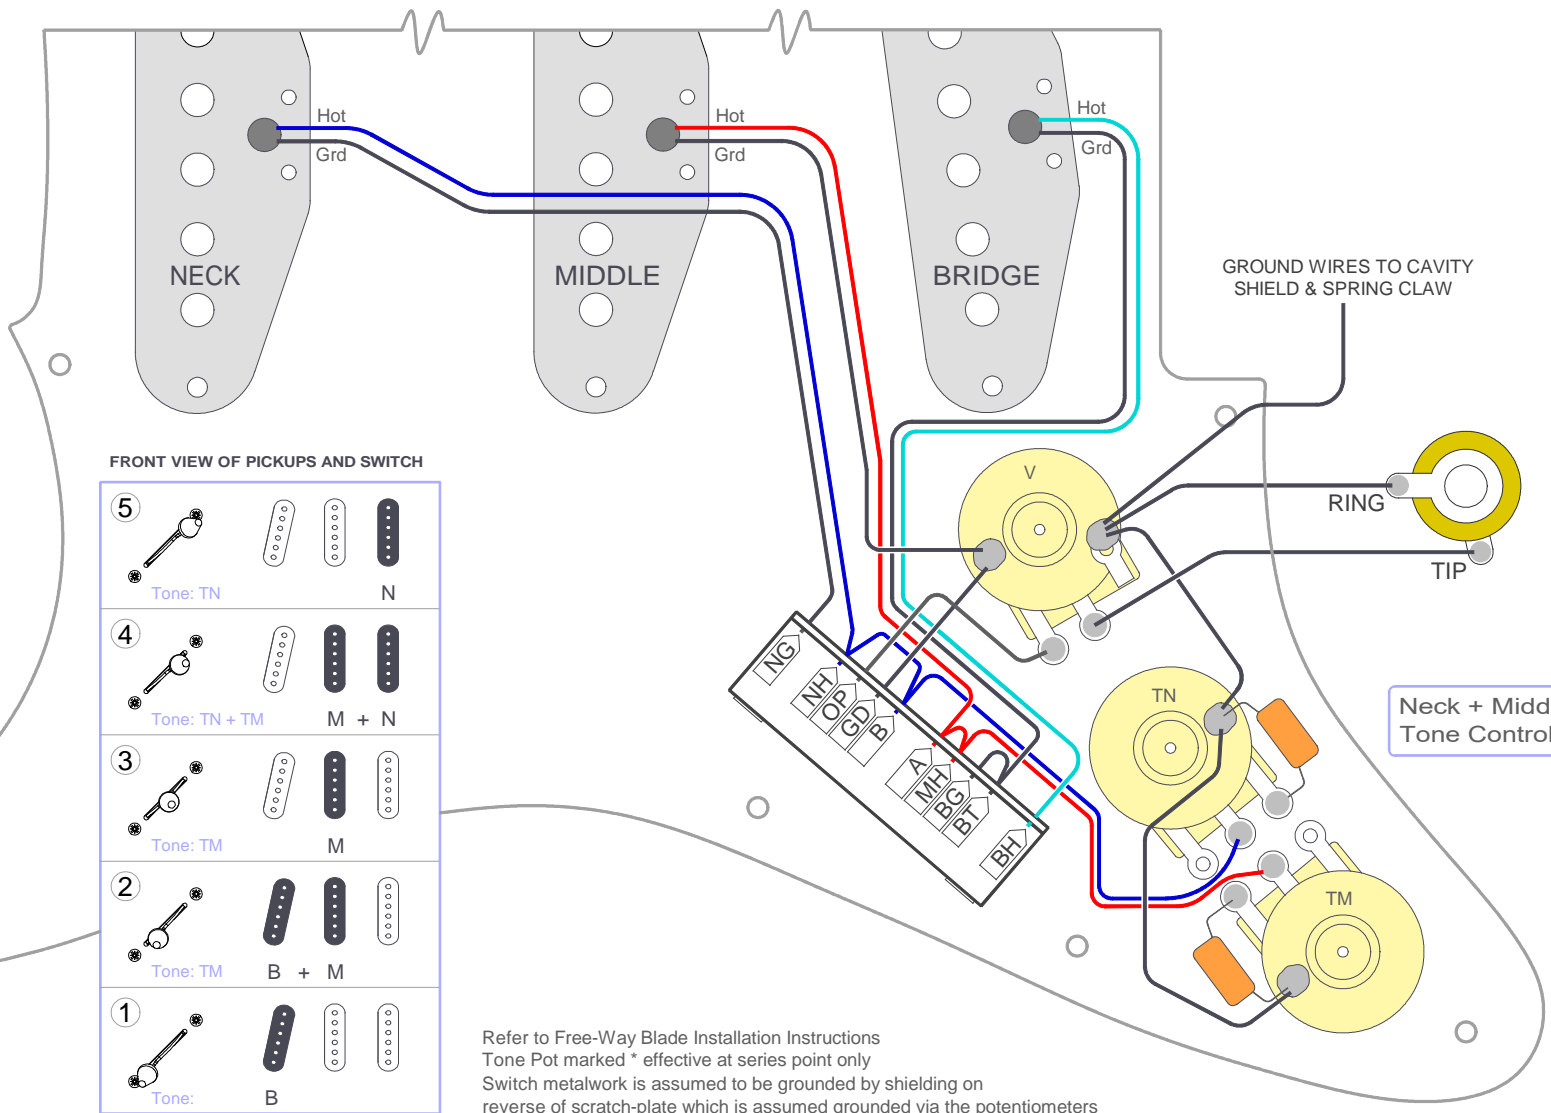 Hot
Grd
Hot
Grd
Hot
Grd
NECK
MIDDLE
BRIDGE
GROUND WIRES TO CAVITY
SHIELD & SPRING CLAW
V
RING
TIP
TN
TM
Neck + Midd
Tone Control
NG
NH
OP
GD
B
A
MH
BG
BT
BH
FRONT VIEW OF PICKUPS AND SWITCH
5
Tone: TN
N
4
Tone: TN + TM
M + N
3
Tone: TM
M
2
Tone: TM
B + M
1
Tone:
B
Refer to Free-Way Blade Installation Instructions
Tone Pot marked * effective at series point only
Switch metalwork is assumed to be grounded by shielding on
reverse of scratch-plate which is assumed grounded via the potentiometers